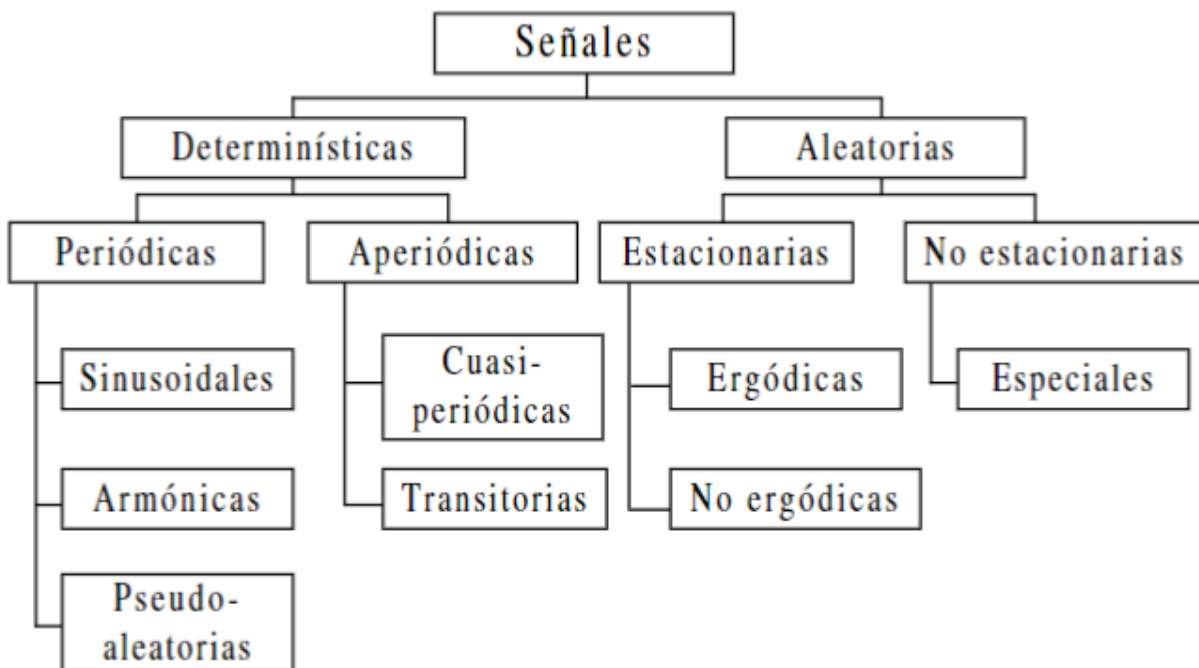 Señales
Determinísticas
Aleatorias
Periódicas
Aperiódicas
Estacionarias
No estacionarias
Sinusoidales
Cuasi-
periódicas
Ergódicas
Especiales
Armónicas
Transitorias
No ergódicas
Pseudo-
aleatorias